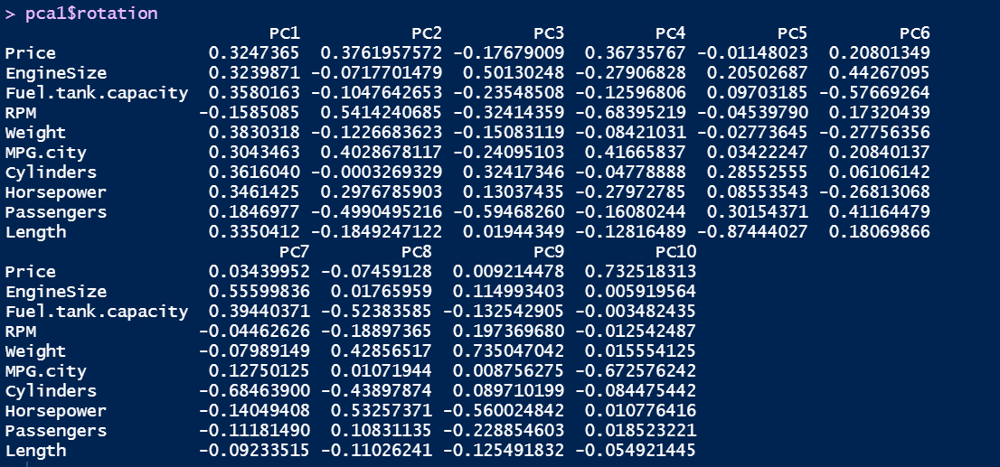 > pca1$rotation
PC1 PC2 PC3 PC4 PC5 PC6
Price 0.3247365 0.3761957572 -0.17679009 0.36735767 -0.01148023 0.20801349
EngineSize 0.3239871 -0.0717701479 0.50130248 -0.27906828 0.20502687 0.44267095
Fuel.tank.capacity 0.3580163 -0.1047642653 -0.23548508 -0.12596806 0.09703185 -0.57669264
RPM -0.1585085 0.5414240685 -0.32414359 -0.68395219 -0.04539790 0.17320439
Weight 0.3830318 -0.1226683623 -0.15083119 -0.08421031 -0.02773645 -0.27756356
MPG.city 0.3043463 0.4028678117 -0.24095103 0.41665837 0.03422247 0.20840137
Cylinders 0.3616040 -0.0003269329 0.32417346 -0.04778888 0.28552555 0.06106142
Horsepower 0.3461425 0.2976785903 0.13037435 -0.27972785 0.08553543 -0.26813068
Passengers 0.1846977 -0.4990495216 -0.59468260 -0.16080244 0.30154371 0.41164479
Length 0.3350412 -0.1849247122 0.01944349 -0.12816489 -0.87444027 0.18069866
PC7 PC8 PC9 PC10
Price 0.03439952 -0.07459128 0.009214478 0.732518313
EngineSize 0.55599836 0.01765959 0.114993403 0.005919564
Fuel.tank.capacity 0.39440371 -0.52383585 -0.132542905 -0.003482435
RPM -0.04462626 -0.18897365 0.197369680 -0.012542487
Weight -0.07989149 0.42856517 0.735047042 0.015554125
MPG.city 0.12750125 0.01071944 0.008756275 -0.672576242
Cylinders -0.68463900 -0.43897874 0.089710199 -0.084475442
Horsepower -0.14049408 0.53257371 -0.560024842 0.010776416
Passengers -0.11181490 0.10831135 -0.228854603 0.018523221
Length -0.09233515 -0.11026241 -0.125491832 -0.054921445